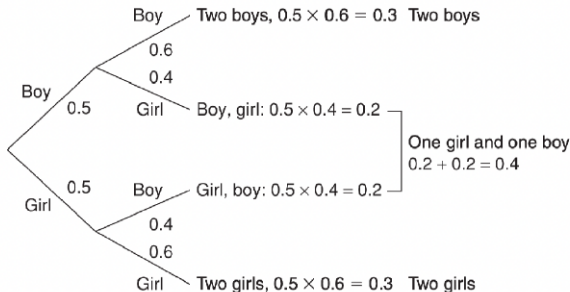 Boy Two boys, 0.5 × 0.6 = 0.3 Two boys
0.6
0.4
Boy
0.5
Girl Boy, girl: 0.5 × 0.4 = 0.2
One girl and one boy
0.2 + 0.2 = 0.4
0.5
Girl
Boy Girl, boy: 0.5 × 0.4 = 0.2
0.4
0.6
Girl Two girls, 0.5 × 0.6 = 0.3 Two girls